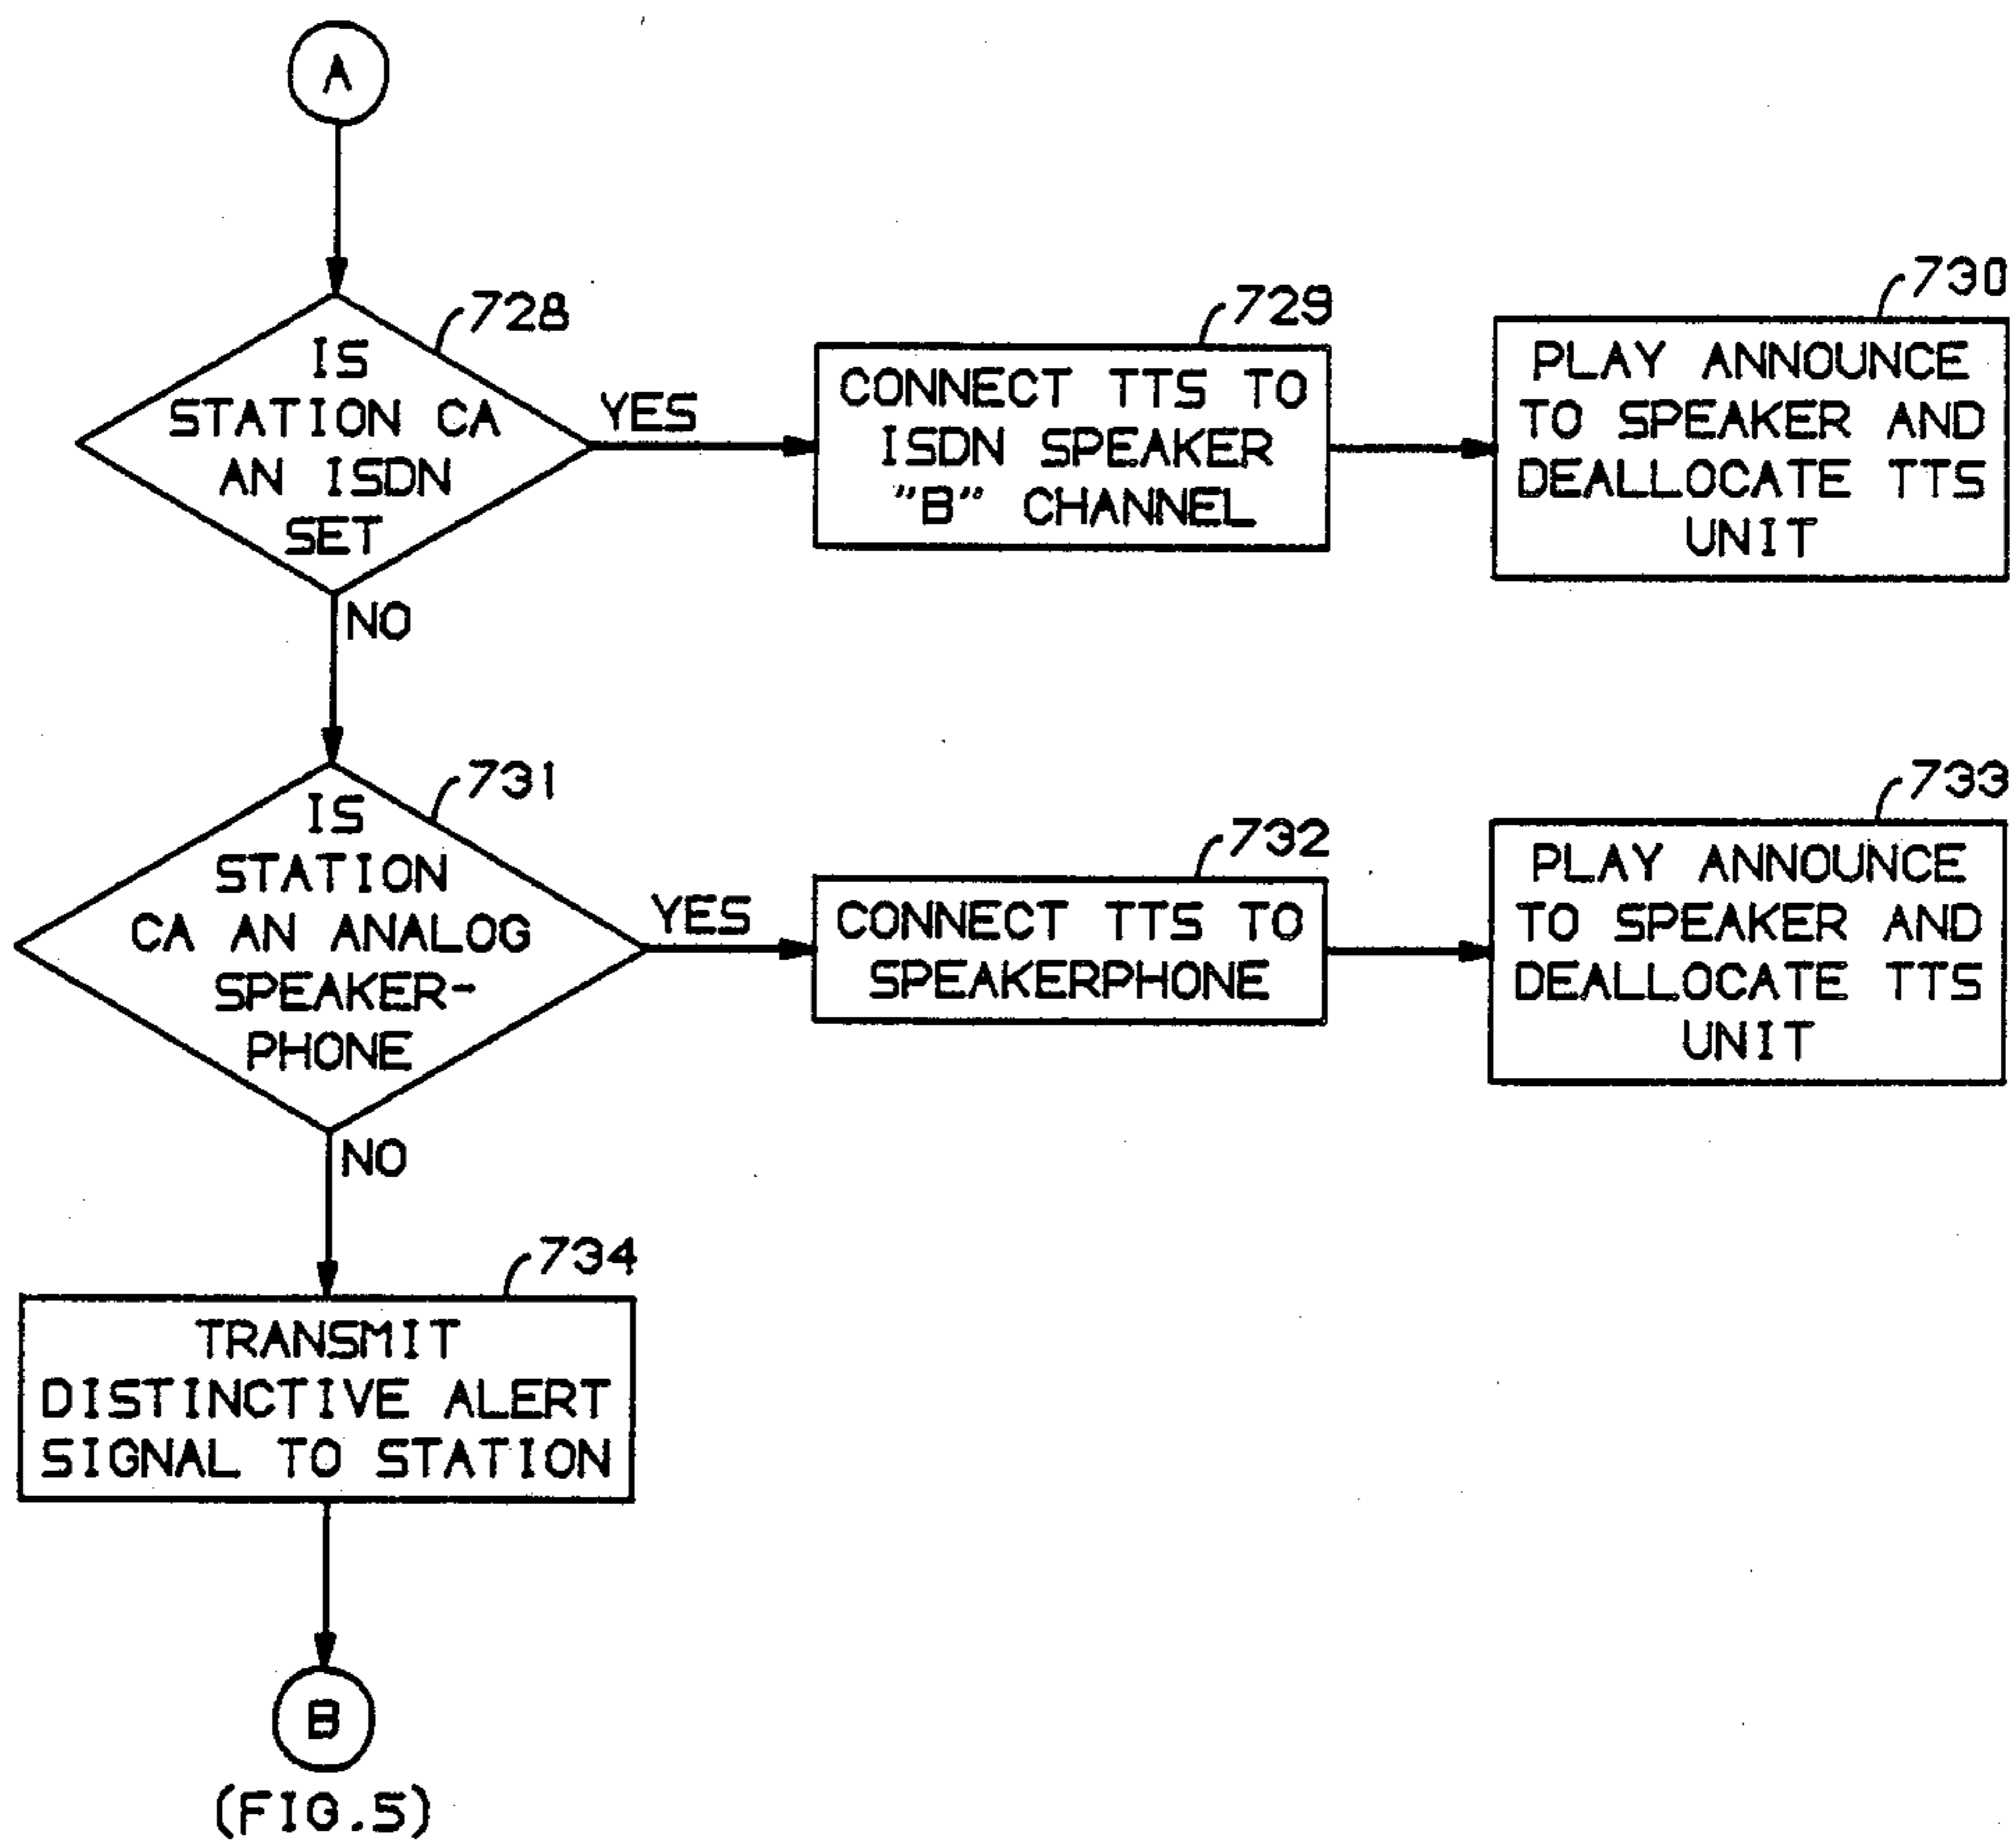 A
728
IS
STATION CA
AN ISDN
SET
YES
NO
729
CONNECT TTS TO
ISDN SPEAKER
"B" CHANNEL
730
PLAY ANNOUNCE
TO SPEAKER AND
DEALLOCATE TTS
UNIT
731
IS
STATION
CA AN ANALOG
SPEAKER-
PHONE
YES
NO
732
CONNECT TTS TO
SPEAKERPHONE
733
PLAY ANNOUNCE
TO SPEAKER AND
DEALLOCATE TTS
UNIT
734
TRANSMIT
DISTINCTIVE ALERT
SIGNAL TO STATION
B
(FIG.5)